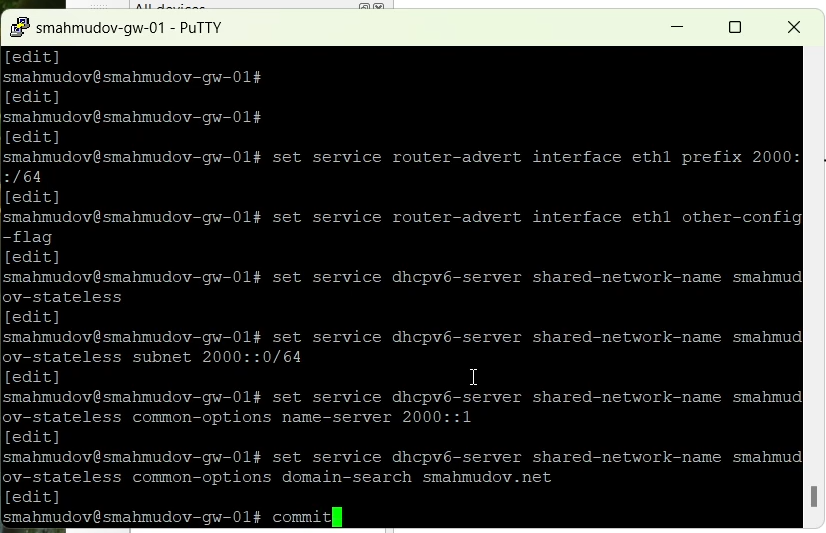 All devices
smahmudov-gw-01 - PuTTY
[edit]
smahmudov@smahmudov-gw-01#
[edit]
smahmudov@smahmudov-gw-01#
[edit]
smahmudov@smahmudov-gw-01# set service router-advert interface eth1 prefix 2000:
:/64
[edit]
smahmudov@smahmudov-gw-01# set service router-advert interface eth1 other-config
-flag
[edit]
smahmudov@smahmudov-gw-01# set service dhcpv6-server shared-network-name smahmud
ov-stateless
[edit]
smahmudov@smahmudov-gw-01# set service dhcpv6-server shared-network-name smahmud
ov-stateless subnet 2000::0/64
[edit]
smahmudov@smahmudov-gw-01# set service dhcpv6-server shared-network-name smahmud
ov-stateless common-options name-server 2000::1
[edit]
smahmudov@smahmudov-gw-01# set service dhcpv6-server shared-network-name smahmud
ov-stateless common-options domain-search smahmudov.net
[edit]
smahmudov@smahmudov-gw-01# commit